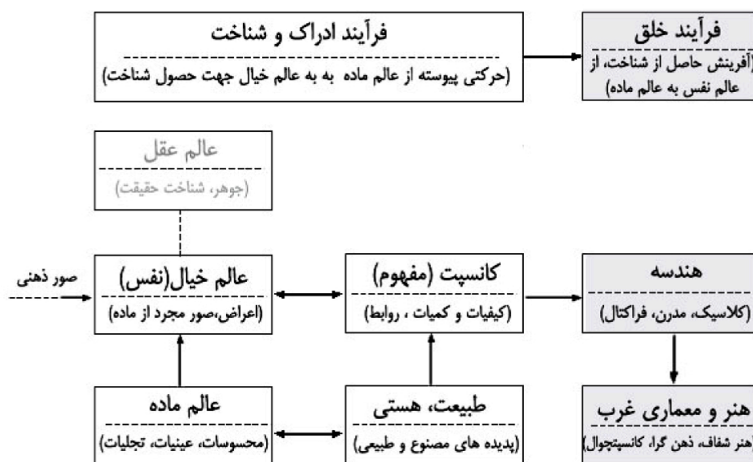 فرآیند ادراک و شناخت
(حرکتی پیوسته از عالم ماده به به عالم خیال جهت حصول شناخت)
فرآیند خلق
(آفرینش حاصل از شناخت، از
عالم نفس به عالم ماده)
عالم عقل
(جوهر، شناخت حقیقت)
صور ذهنی
عالم خیال(نفس)
(اعراض،صور مجرد از ماده)
کانسپت (مفهوم)
(کیفیات و کمیات ، روابط)
هندسه
(کلاسیک، مدرن، فراکتال)
عالم ماده
(محسوسات، عینیات، تجلیات)
طبیعت، هستی
(پدیده های مصنوع و طبیعی)
هنر و معماری غرب
(هنر شفاف، ذهن گرا، کانسپتچوال)